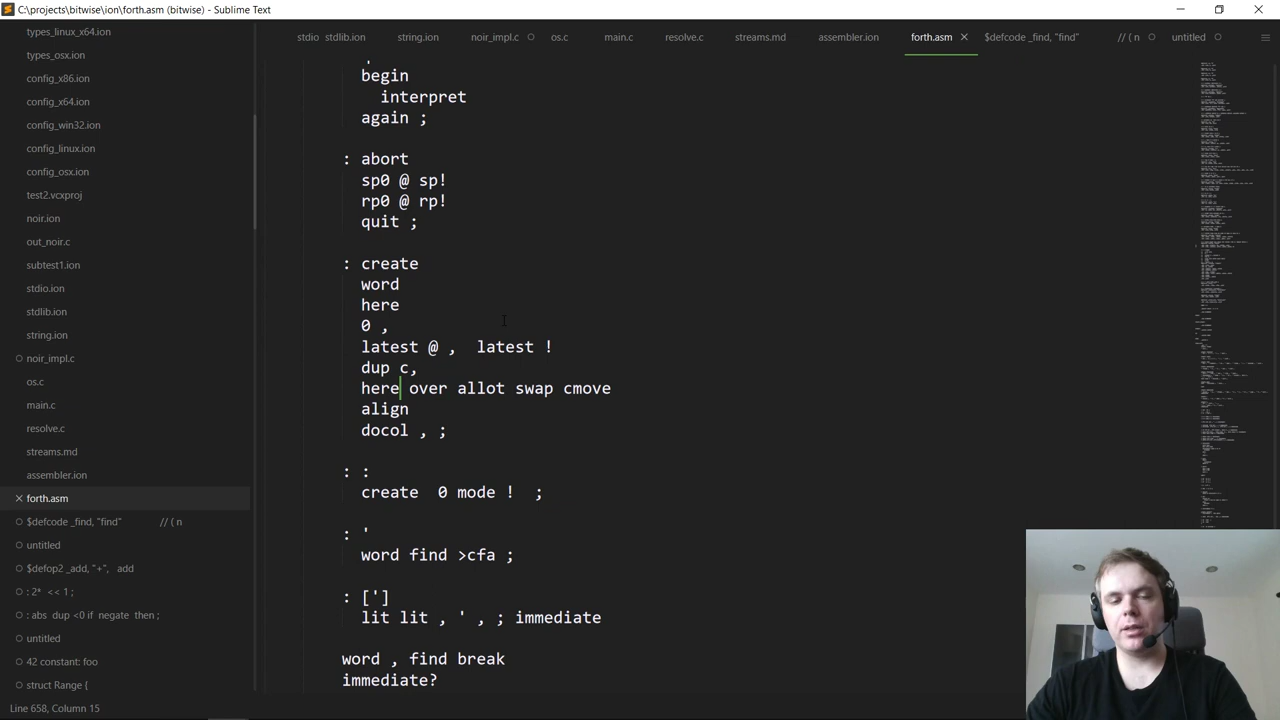 C:\projects\bitwise\ion\forth.asm (bitwise) - Sublime Text
types_linux_x64.ion
types_osx.ion
config_x86.ion
config_x64.ion
config_win32.ion
config_linux.ion
config_osx.ion
test2.vcxproj
noir.ion
out_noir.c
subtest1.ion
stdio.ion
stdlib.ion
string.ion
noir_impl.c
os.c
main.c
resolve.c
streams.md
assembler.ion
forth.asm
$defcode _find, "find" // ( n
untitled
$defop2 _add, "+", add
: 2* << 1 ;
: abs dup <0 if negate then ;
untitled
42 constant: foo
struct Range {
stdio stdlib.ion string.ion noir_impl.c os.c main.c resolve.c streams.md assembler.ion forth.asm $defcode _find, "find" // ( n untitled
begin
interpret
again ;
: abort
sp0 @ sp!
rp0 @ rp!
quit ;
: create
word
here
0 ,
latest @ , latest !
dup c,
here over allot swap cmove
align
docol , ;
: :
create 0 mode ! ;
: '
word find >cfa ;
: [']
lit lit , ' , ; immediate
word , find break
immediate?
Line 658, Column 15